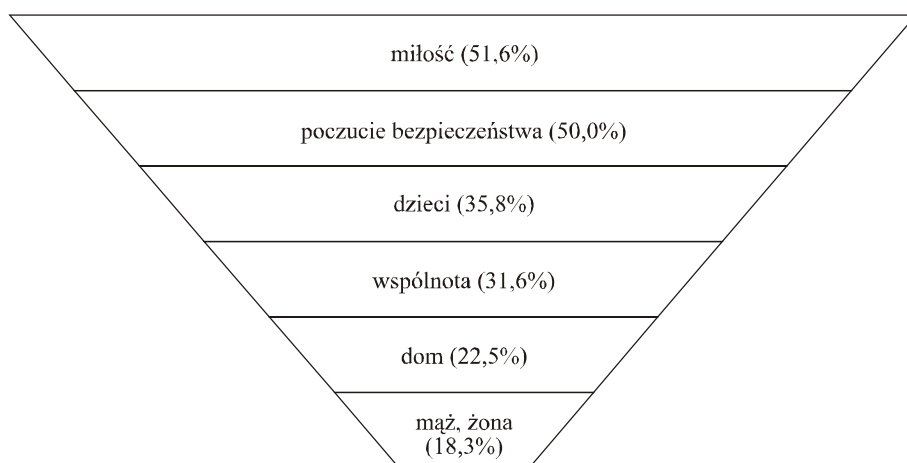 miłość (51,6%)
poczucie bezpieczeństwa (50,0%)
dzieci (35,8%)
wspólnota (31,6%)
dom (22,5%)
mąż, żona
(18,3%)